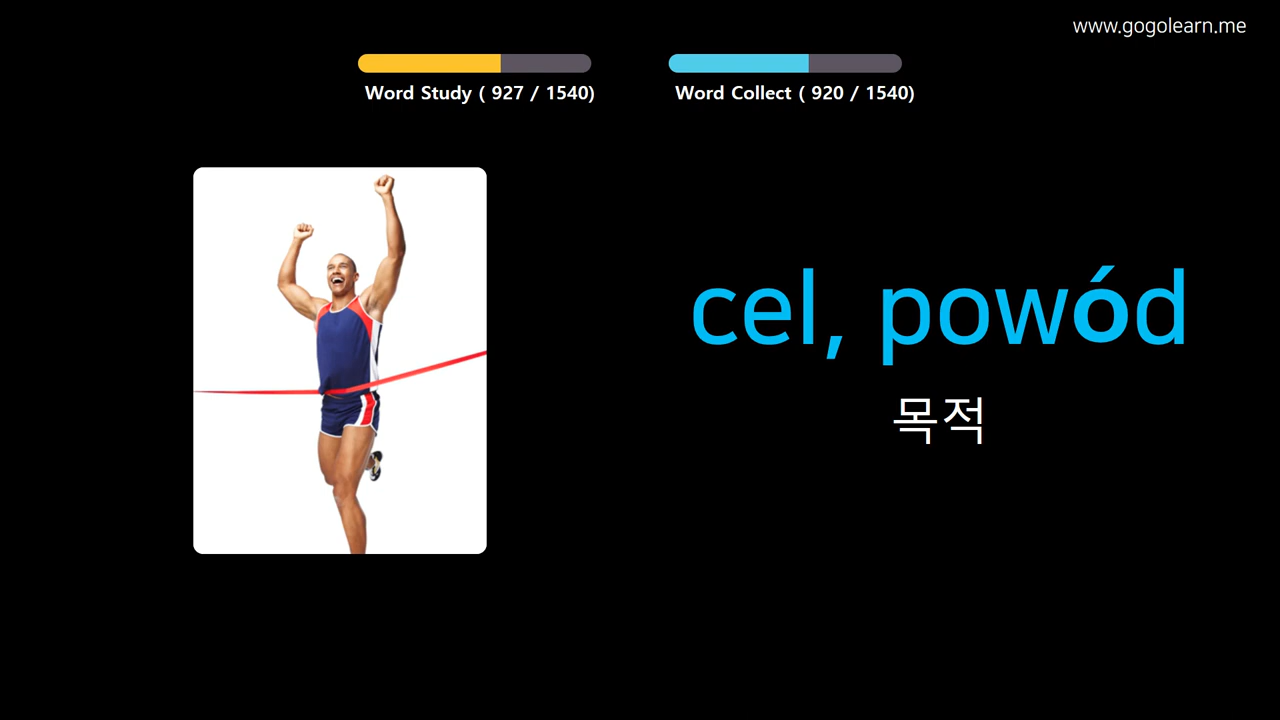 www.gogolearn.me
Word Study ( 927 / 1540)
Word Collect ( 920 / 1540)
cel, powód
목적